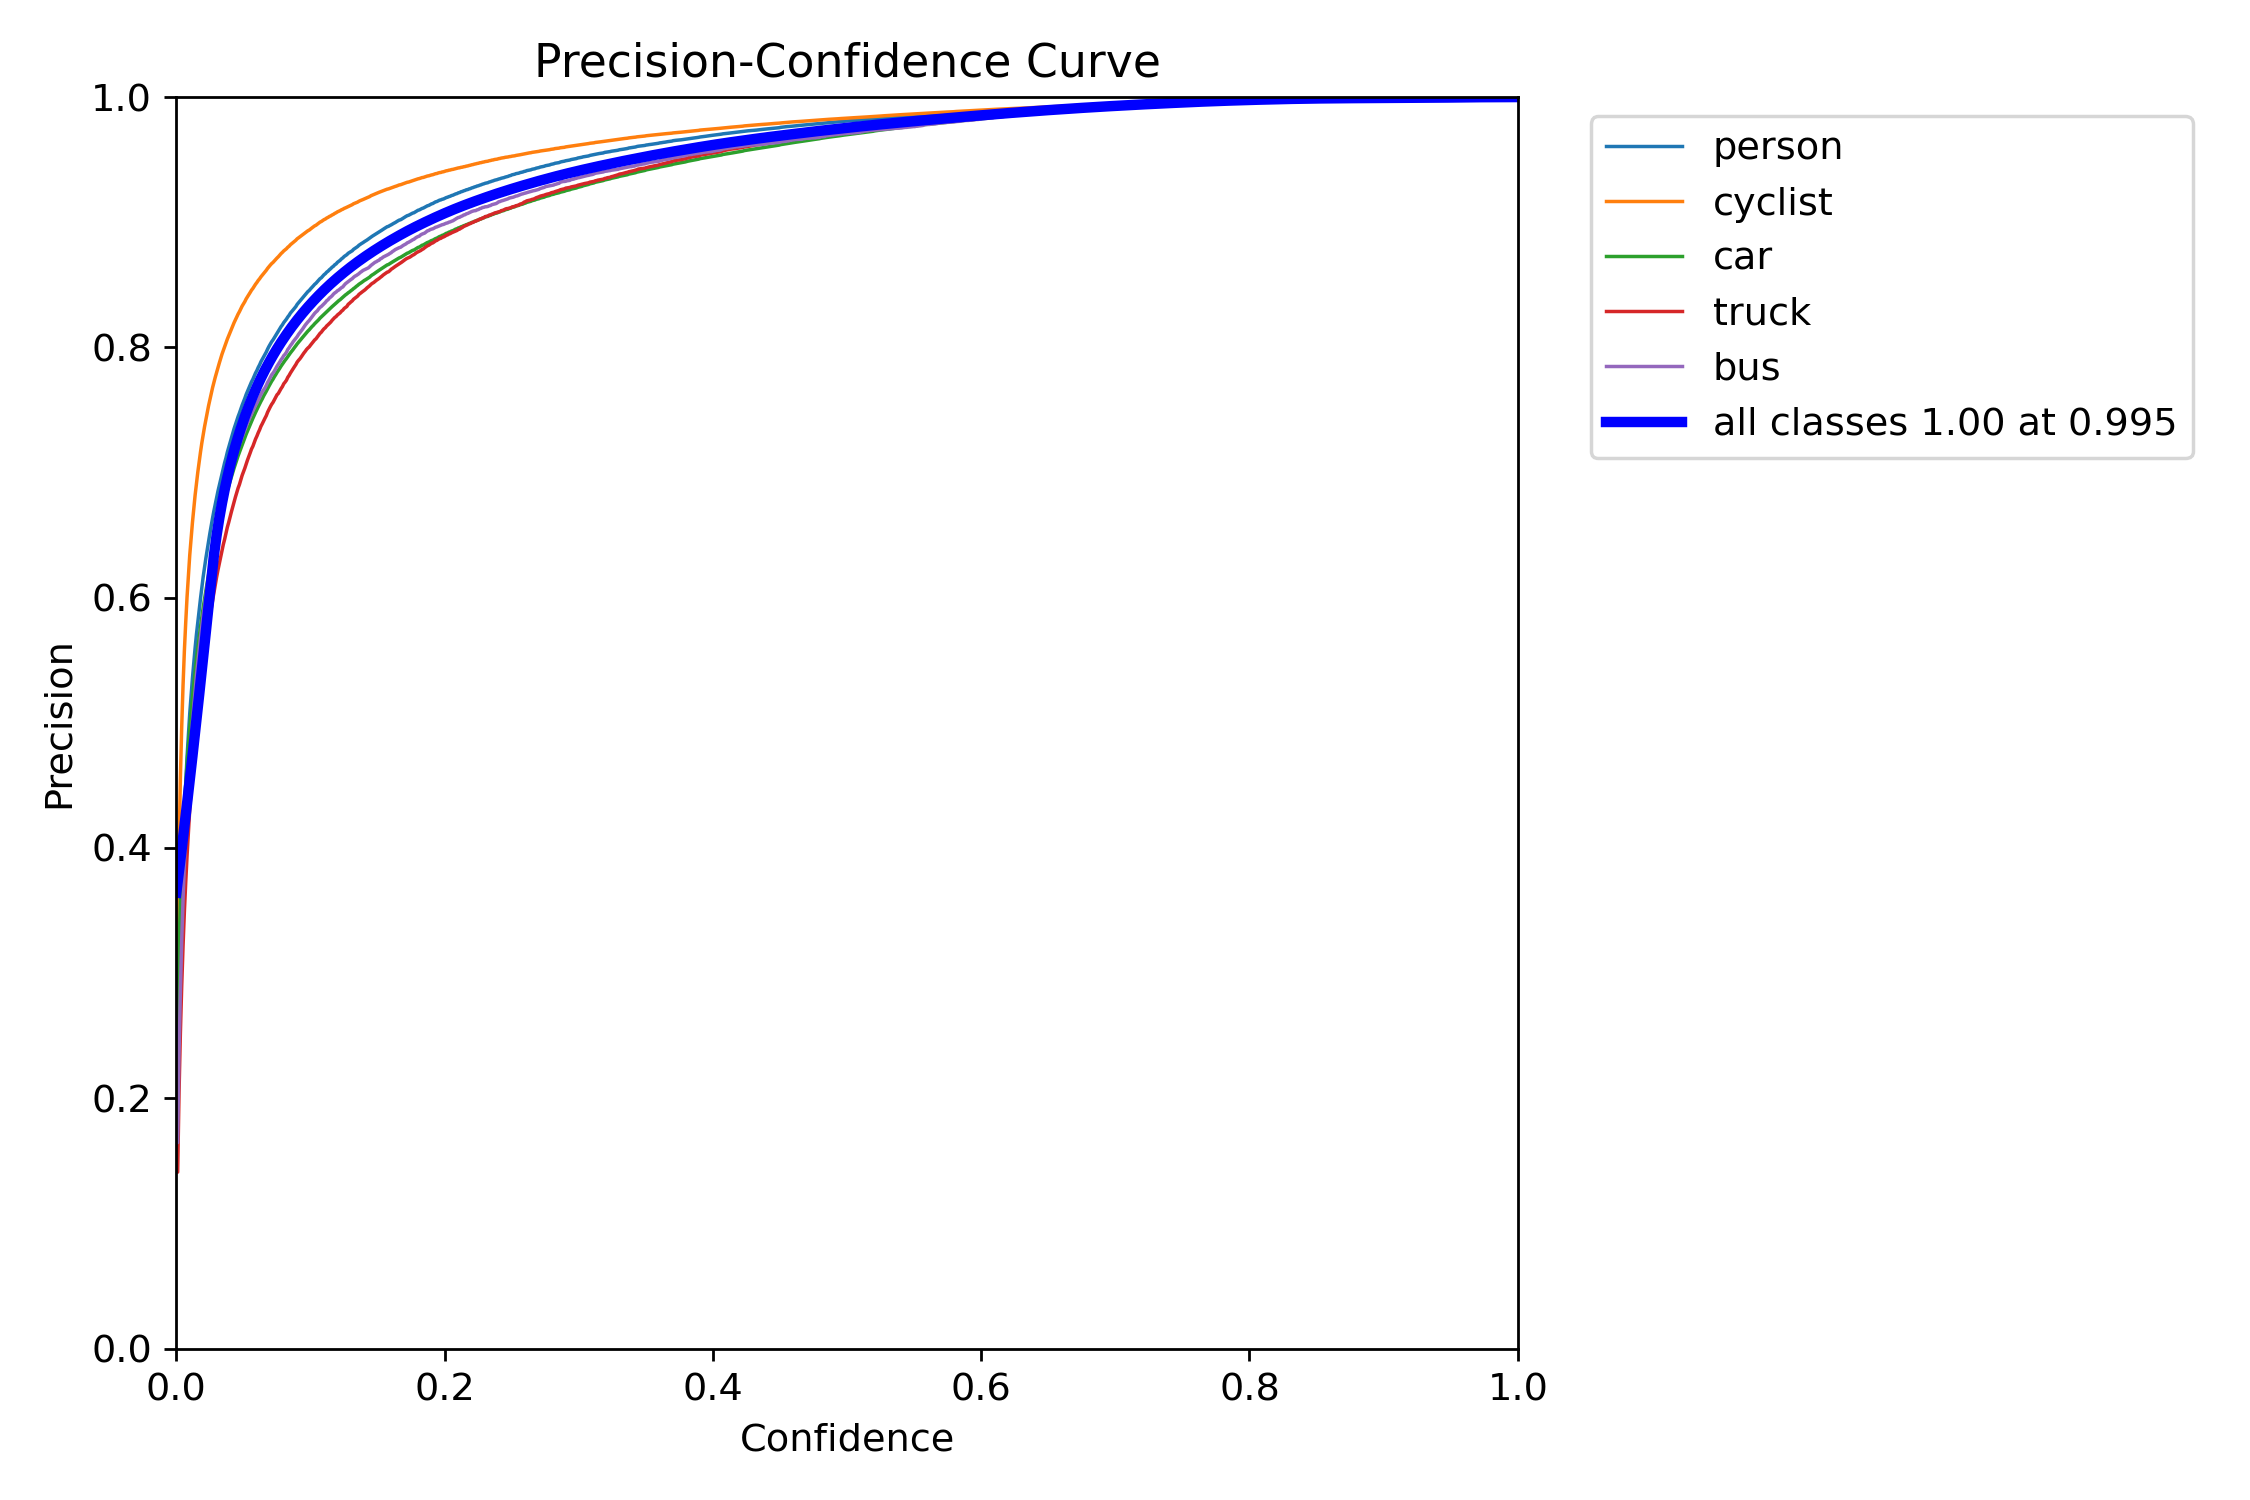 Precision-Confidence Curve
1.0
0.8
0.6
0.4
0.2
0.0
Precision
0.0 0.2 0.4 0.6 0.8 1.0
Confidence
person
cyclist
car
truck
bus
all classes 1.00 at 0.995